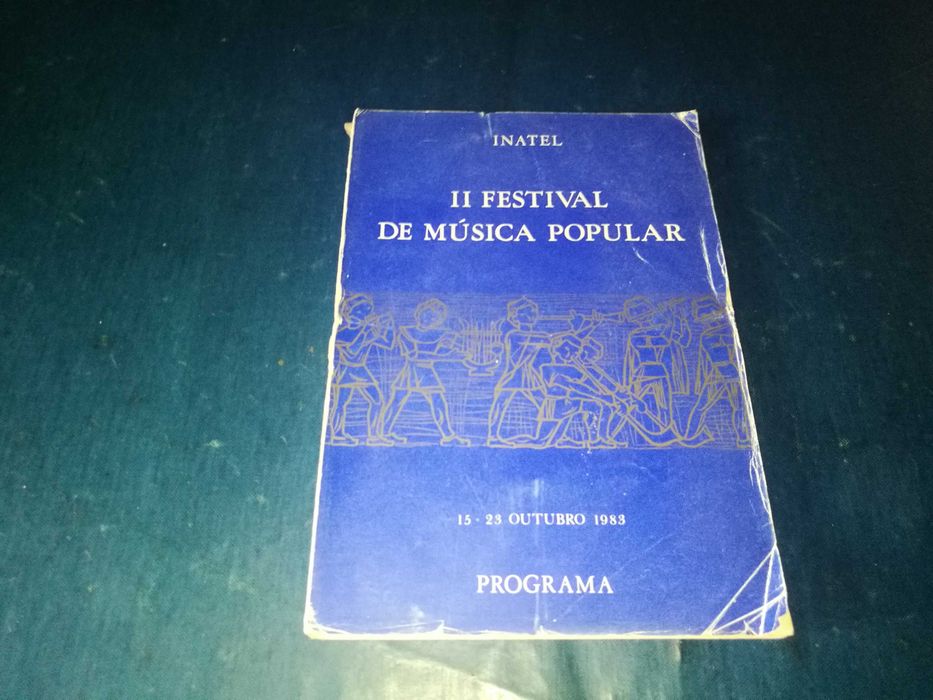 INATEL
II FESTIVAL
DE MÚSICA POPULAR
15 - 23 OUTUBRO 1983
PROGRAMA